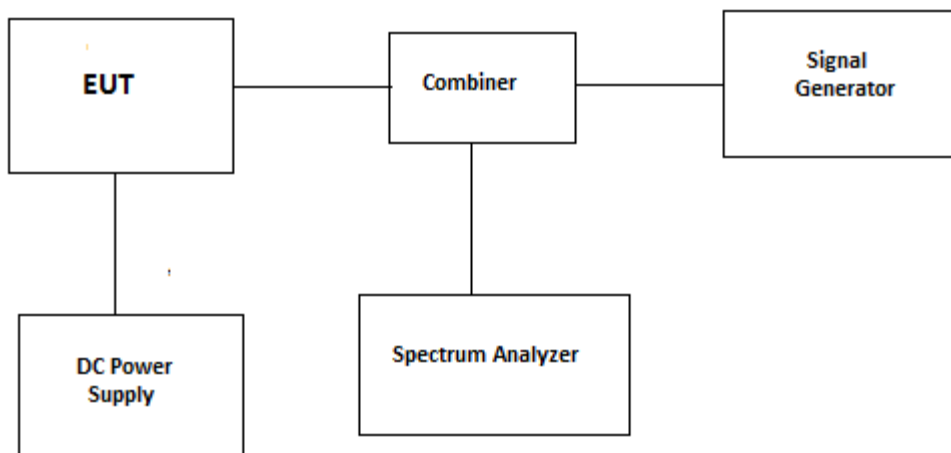 EUT
Combiner
Signal
Generator
DC Power
Supply
Spectrum Analyzer